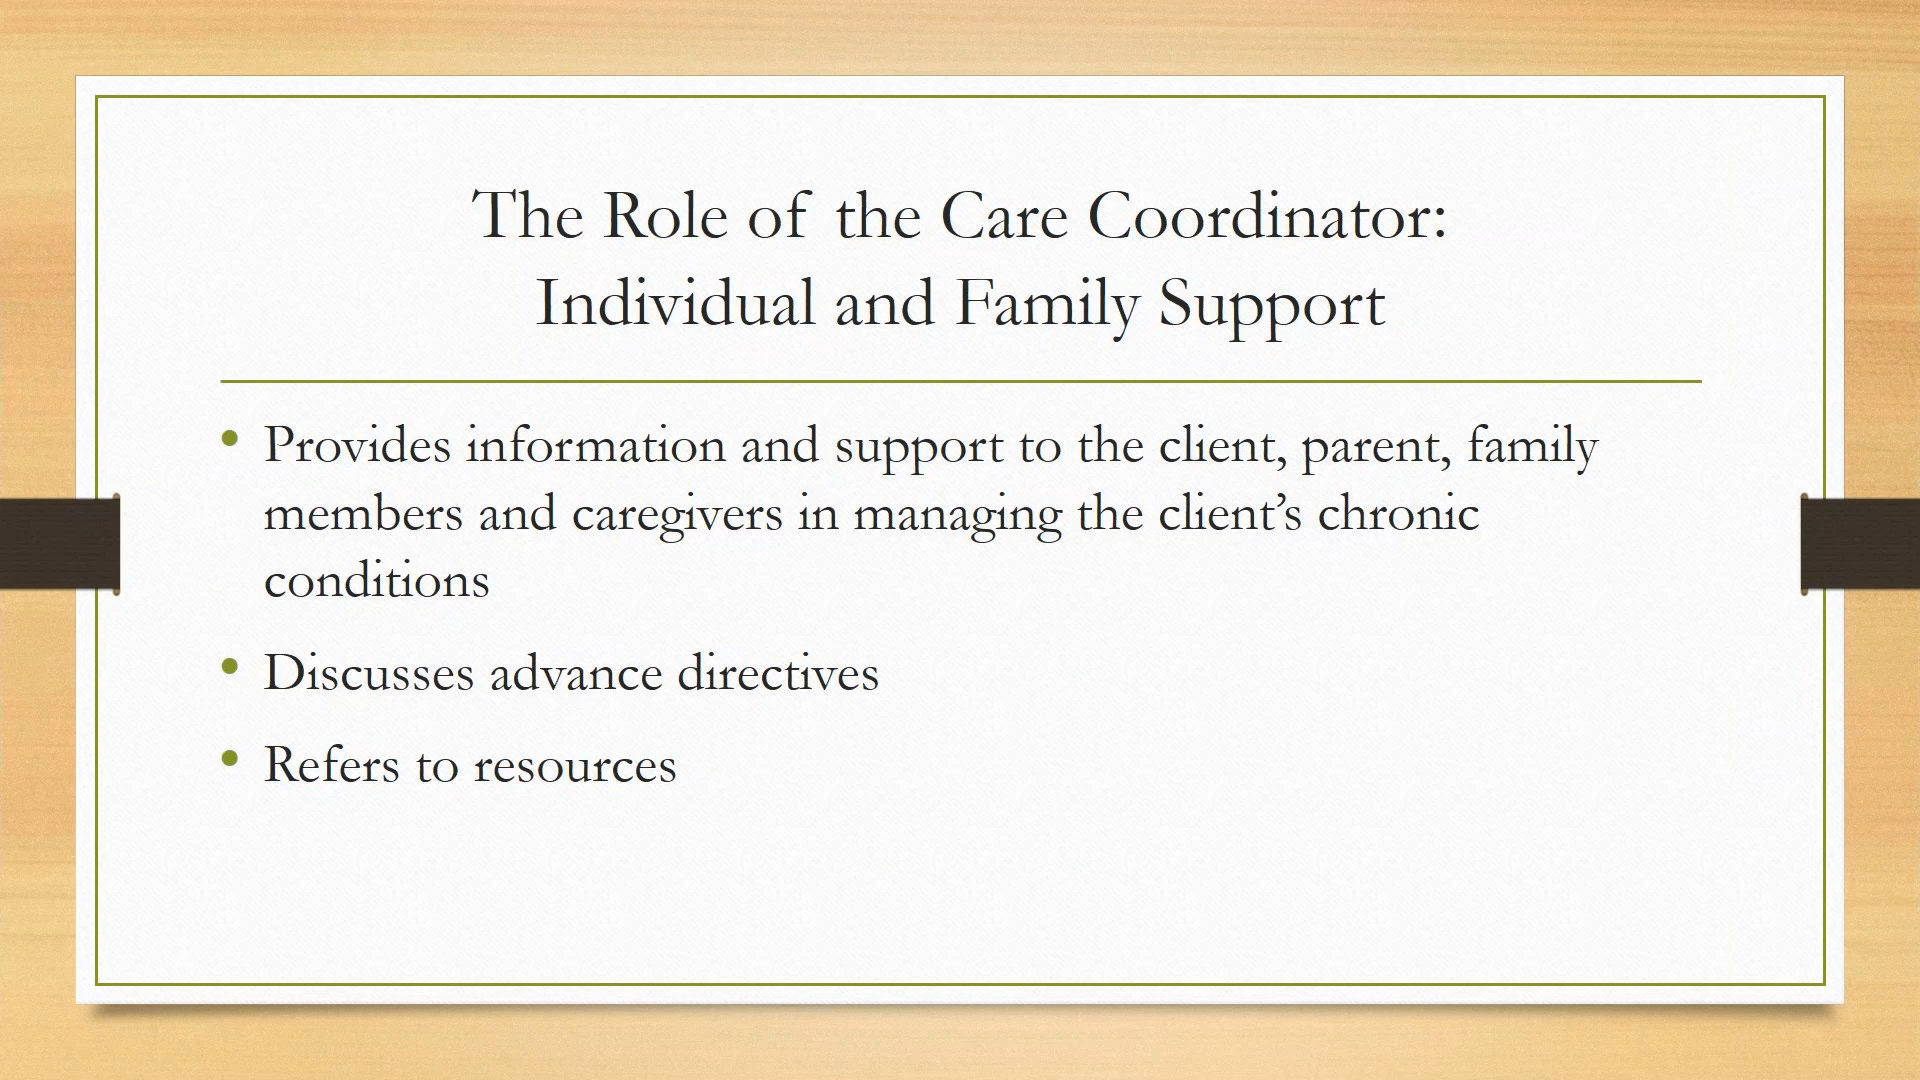 The Role of the Care Coordinator:
Individual and Family Support
• Provides information and support to the client, parent, family
members and caregivers in managing the client’s chronic
conditions
• Discusses advance directives
• Refers to resources